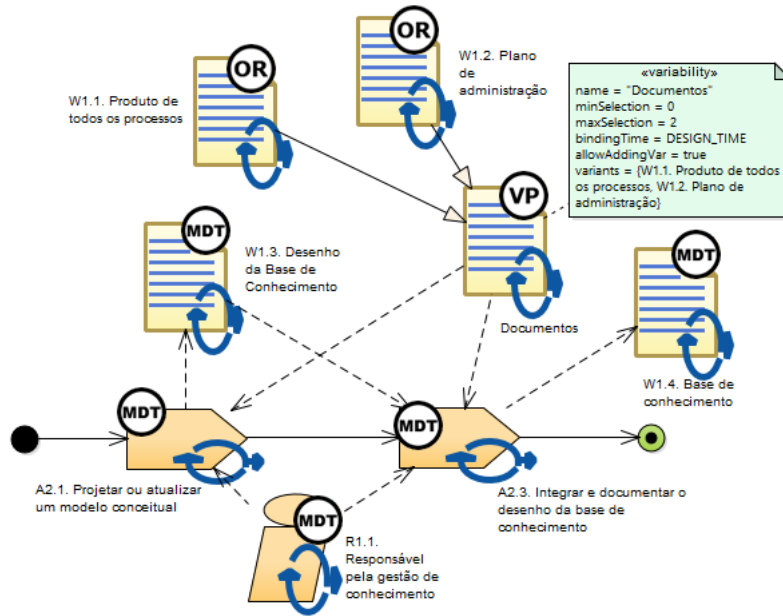 OR
W1.1. Produto de
todos os processos
OR
W1.2. Plano
de
administração
«variability»
name = "Documentos"
minSelection = 0
maxSelection = 2
bindingTime = DESIGN_TIME
allowAddingVar = true
variants = {W1.1. Produto de todos
os processos, W1.2. Plano de
administração}
VP
Documentos
MDT
W1.3. Desenho
da Base de
Conhecimento
MDT
W1.4. Base de
conhecimento
MDT
A2.1. Projetar ou atualizar
um modelo conceitual
MDT
A2.3. Integrar e documentar o
desenho da base de
conhecimento
MDT
R1.1.
Responsável
pela gestão de
conhecimento